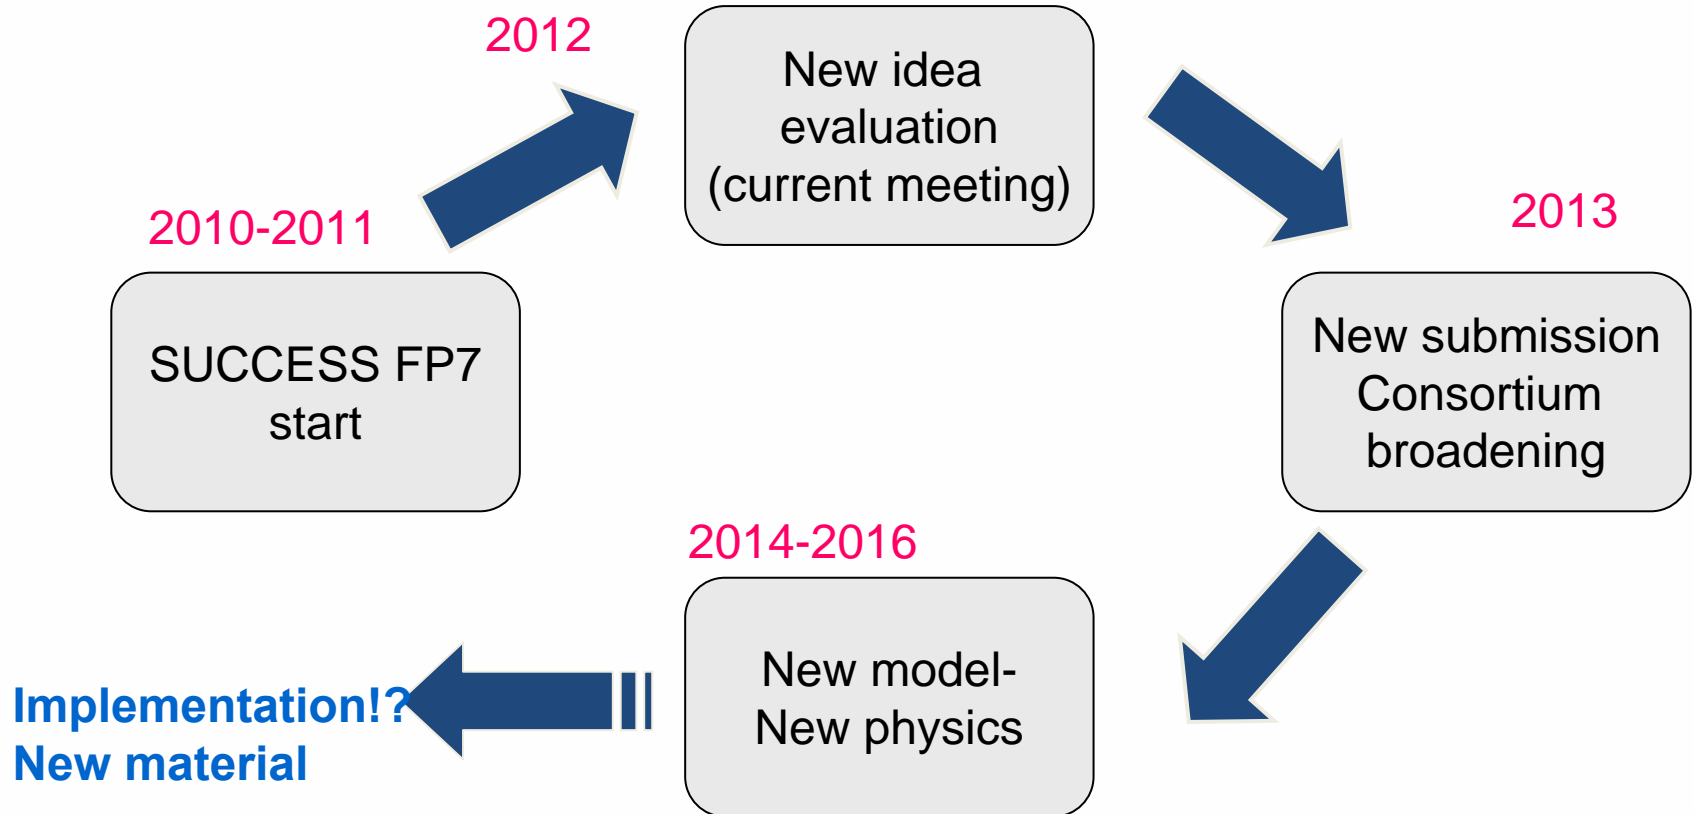 2012
New idea
evaluation
(current meeting)
2010-2011
SUCCESS FP7
start
2013
New submission
Consortium
broadening
2014-2016
New model-
New physics
Implementation!?
New material